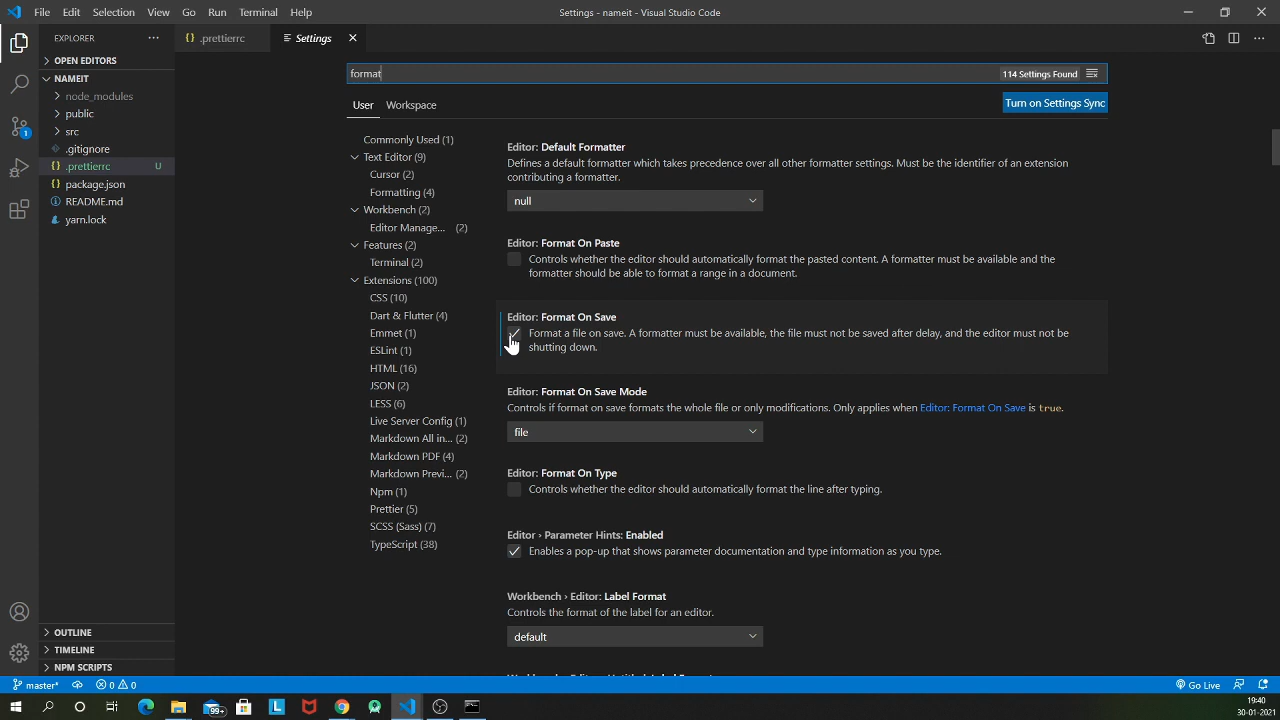 File Edit Selection View Go Run Terminal Help
Settings - nameit - Visual Studio Code
EXPLORER
.prettierrc
Settings
OPEN EDITORS
NAMEIT
node_modules
public
src
.gitignore
.prettierrc U
package.json
README.md
yarn.lock
OUTLINE
TIMELINE
NPM SCRIPTS
1
format
114 Settings Found
User Workspace
Turn on Settings Sync
Commonly Used (1)
Text Editor (9)
Cursor (2)
Formatting (4)
Workbench (2)
Editor Manage... (2)
Features (2)
Terminal (2)
Extensions (100)
CSS (10)
Dart & Flutter (4)
Emmet (1)
ESLint (1)
HTML (16)
JSON (2)
LESS (6)
Live Server Config (1)
Markdown All in... (2)
Markdown PDF (4)
Markdown Previ... (2)
Npm (1)
Prettier (5)
SCSS (Sass) (7)
TypeScript (38)
Editor: Default Formatter
Defines a default formatter which takes precedence over all other formatter settings. Must be the identifier of an extension
contributing a formatter.
null
Editor: Format On Paste
Controls whether the editor should automatically format the pasted content. A formatter must be available and the
formatter should be able to format a range in a document.
Editor: Format On Save
Format a file on save. A formatter must be available, the file must not be saved after delay, and the editor must not be
shutting down.
Editor: Format On Save Mode
Controls if format on save formats the whole file or only modifications. Only applies when Editor: Format On Save is true.
file
Editor: Format On Type
Controls whether the editor should automatically format the line after typing.
Editor › Parameter Hints: Enabled
Enables a pop-up that shows parameter documentation and type information as you type.
Workbench › Editor: Label Format
Controls the format of the label for an editor.
default
master* 0 0
Go Live
99+
L
19:40
30-01-2021